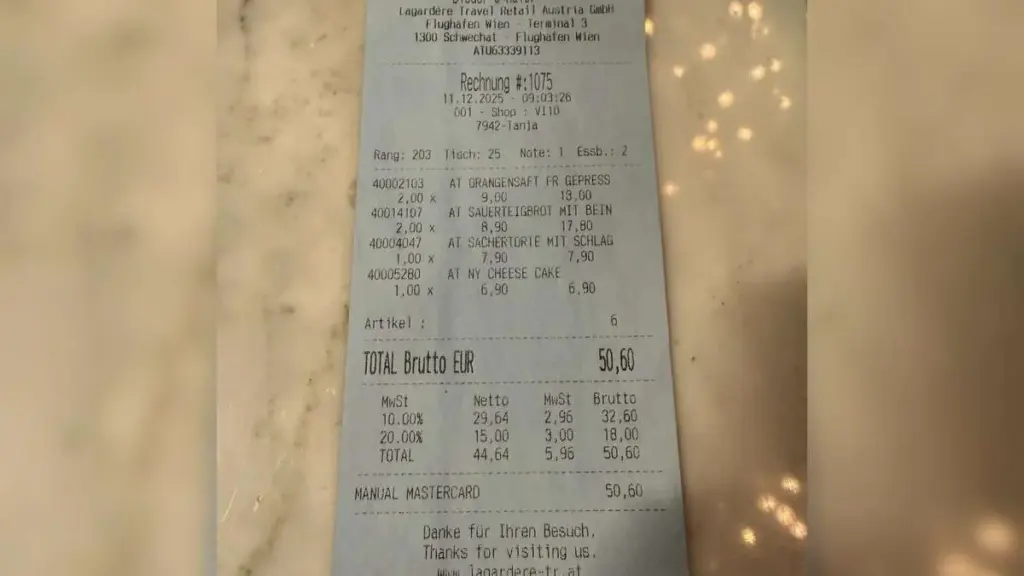 Lagardère Travel Retail Austria GmbH
Flughafen Wien - Terminal 3
1300 Schwechat - Flughafen Wien
ATU63339113
Rechnung #:1075
11.12.2025 - 09:03:26
001 - Shop : VI10
7942-Tanja
Rang: 203 Tisch: 25 Note: 1 Essb.: 2
40002103 AT ORANGENSAFT FR GEPRESS
2,00 x 9,00 18,00
40014107 AT SAUERTEIGBROT MIT BEIN
2,00 x 8,90 17,80
40004047 AT SACHERTORTE MIT SCHLAG
1,00 x 7,90 7,90
40005280 AT NY CHEESE CAKE
1,00 x 6,90 6,90
Artikel : 6
TOTAL Brutto EUR 50,60
MwSt Netto MwSt Brutto
10.00% 29,64 2,96 32,60
20.00% 15,00 3,00 18,00
TOTAL 44,64 5,96 50,60
MANUAL MASTERCARD 50,60
Danke für Ihren Besuch,
Thanks for visiting us.
www.lagardere-tr.at